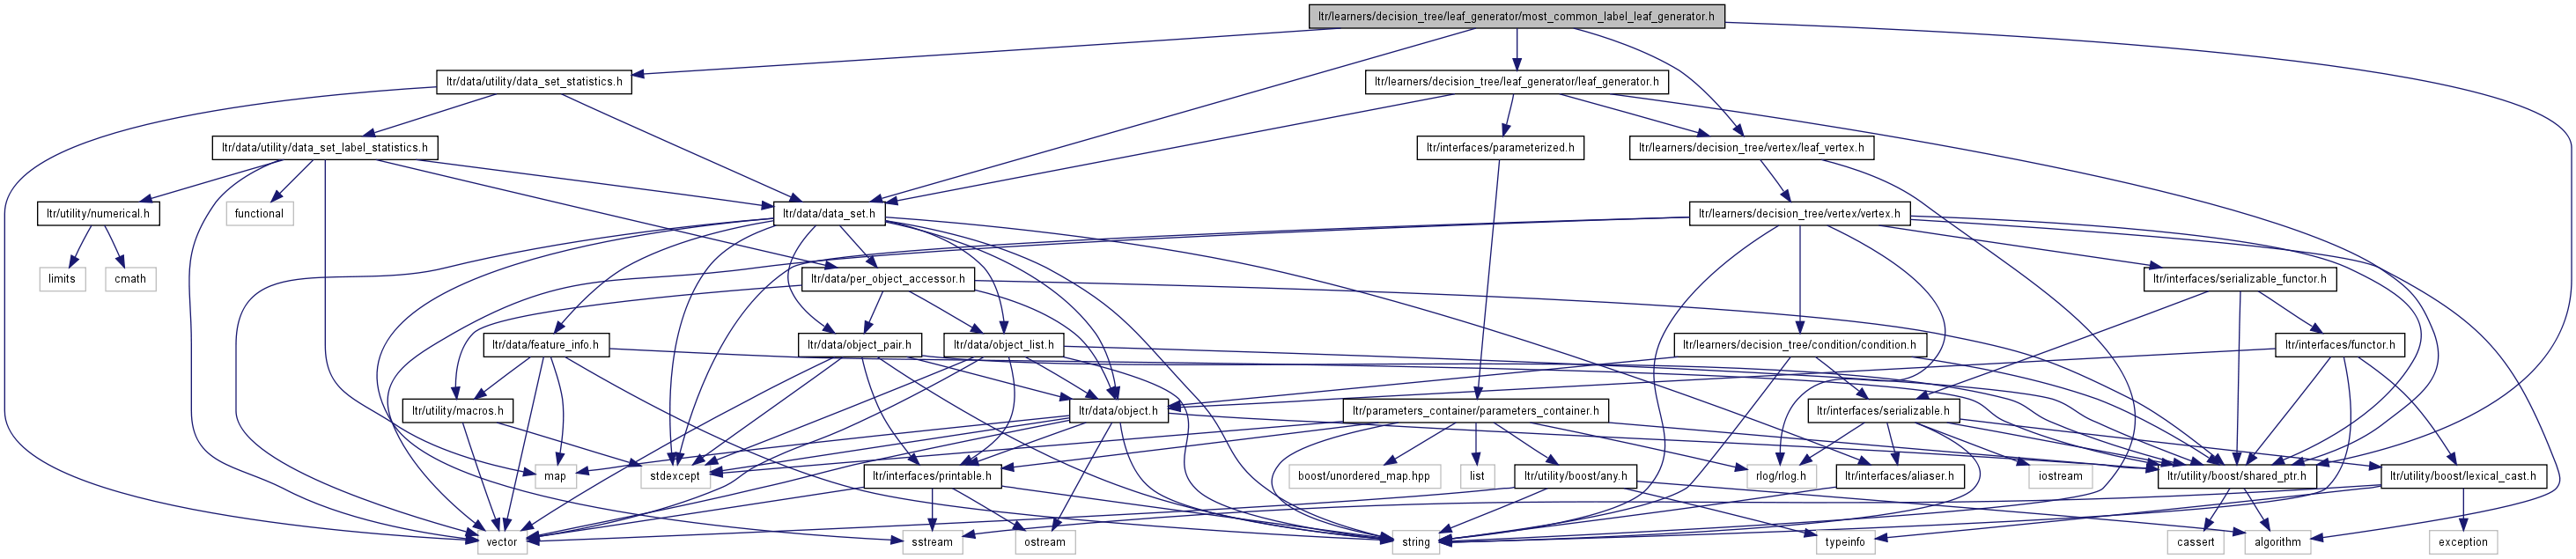 ltr/learners/decision_tree/leaf_generator/most_common_label_leaf_generator.h
ltr/data/utility/data_set_statistics.h
ltr/learners/decision_tree/leaf_generator/leaf_generator.h
ltr/data/utility/data_set_label_statistics.h
ltr/interfaces/parameterized.h
ltr/learners/decision_tree/vertex/leaf_vertex.h
ltr/utility/numerical.h
functional
ltr/data/data_set.h
ltr/learners/decision_tree/vertex/vertex.h
limits
cmath
ltr/data/per_object_accessor.h
ltr/interfaces/serializable_functor.h
ltr/data/feature_info.h
ltr/data/object_pair.h
ltr/data/object_list.h
ltr/learners/decision_tree/condition/condition.h
ltr/interfaces/functor.h
ltr/utility/macros.h
ltr/data/object.h
ltr/parameters_container/parameters_container.h
ltr/interfaces/serializable.h
map
stdexcept
ltr/interfaces/printable.h
boost/unordered_map.hpp
list
ltr/utility/boost/any.h
rlog/rlog.h
ltr/interfaces/aliaser.h
iostream
ltr/utility/boost/shared_ptr.h
ltr/utility/boost/lexical_cast.h
vector
sstream
ostream
string
typeinfo
cassert
algorithm
exception